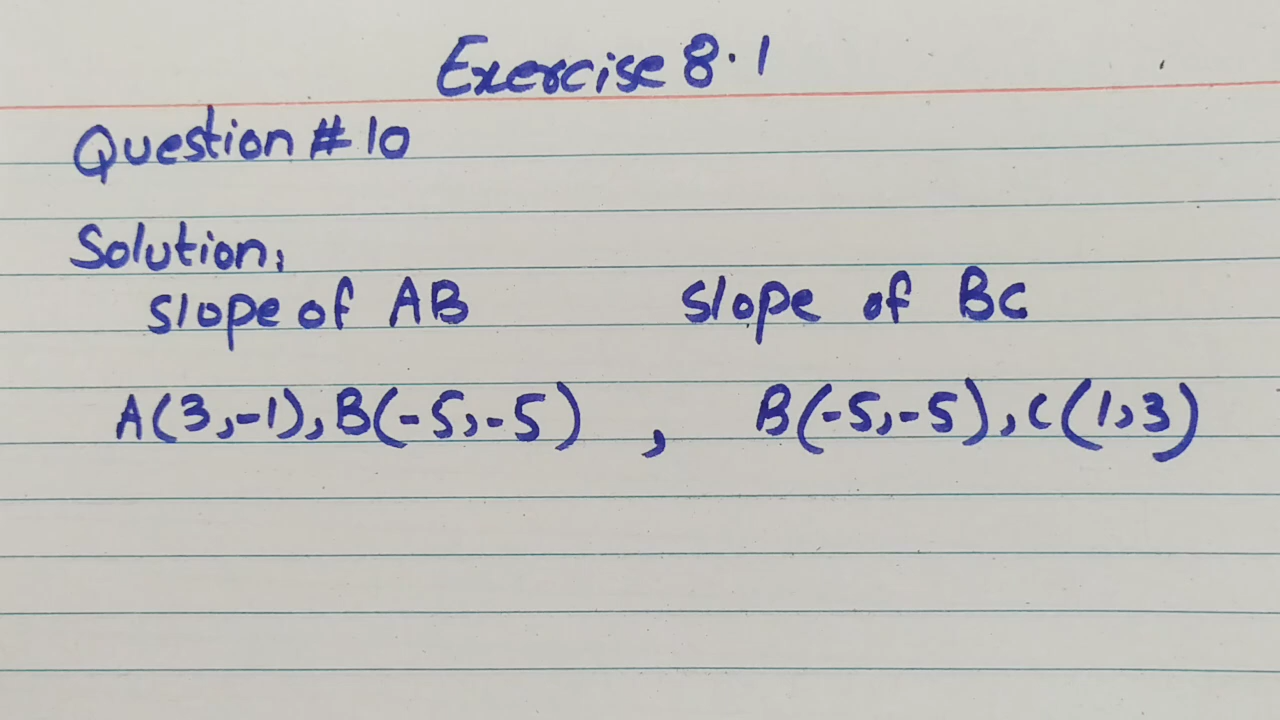 Exercise 8.1
Question # 10
Solution:
slope of AB slope of BC
A(3,-1), B(-5,-5) , B(-5,-5), C(1,3)